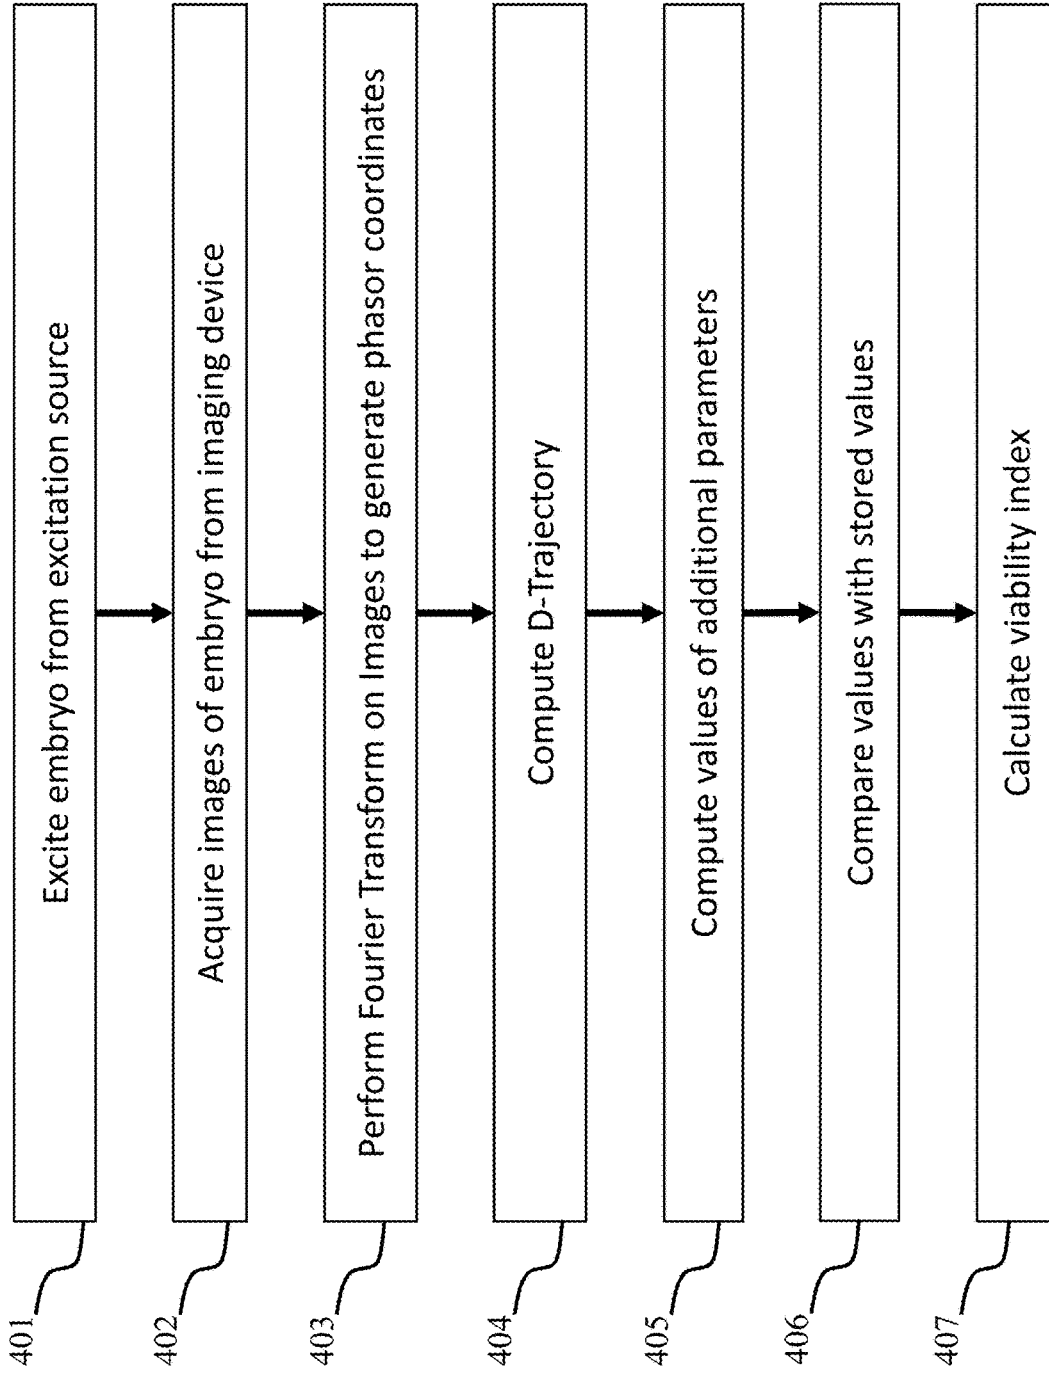 401
Excite embryo from excitation source
402
Acquire images of embryo from imaging device
403
Perform Fourier Transform on Images to generate phasor coordinates
404
Compute D-Trajectory
405
Compute values of additional parameters
406
Compare values with stored values
407
Calculate viability index